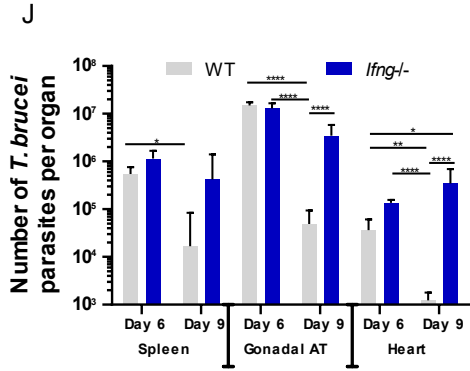 J
WT Ifng-/-
Number of T. brucei
parasites per organ
10⁸
10⁷
10⁶
10⁵
10⁴
10³
**** **** ****
*
* ** **** ****
Day 6 Day 9 Day 6 Day 9 Day 6 Day 9
Spleen Gonadal AT Heart